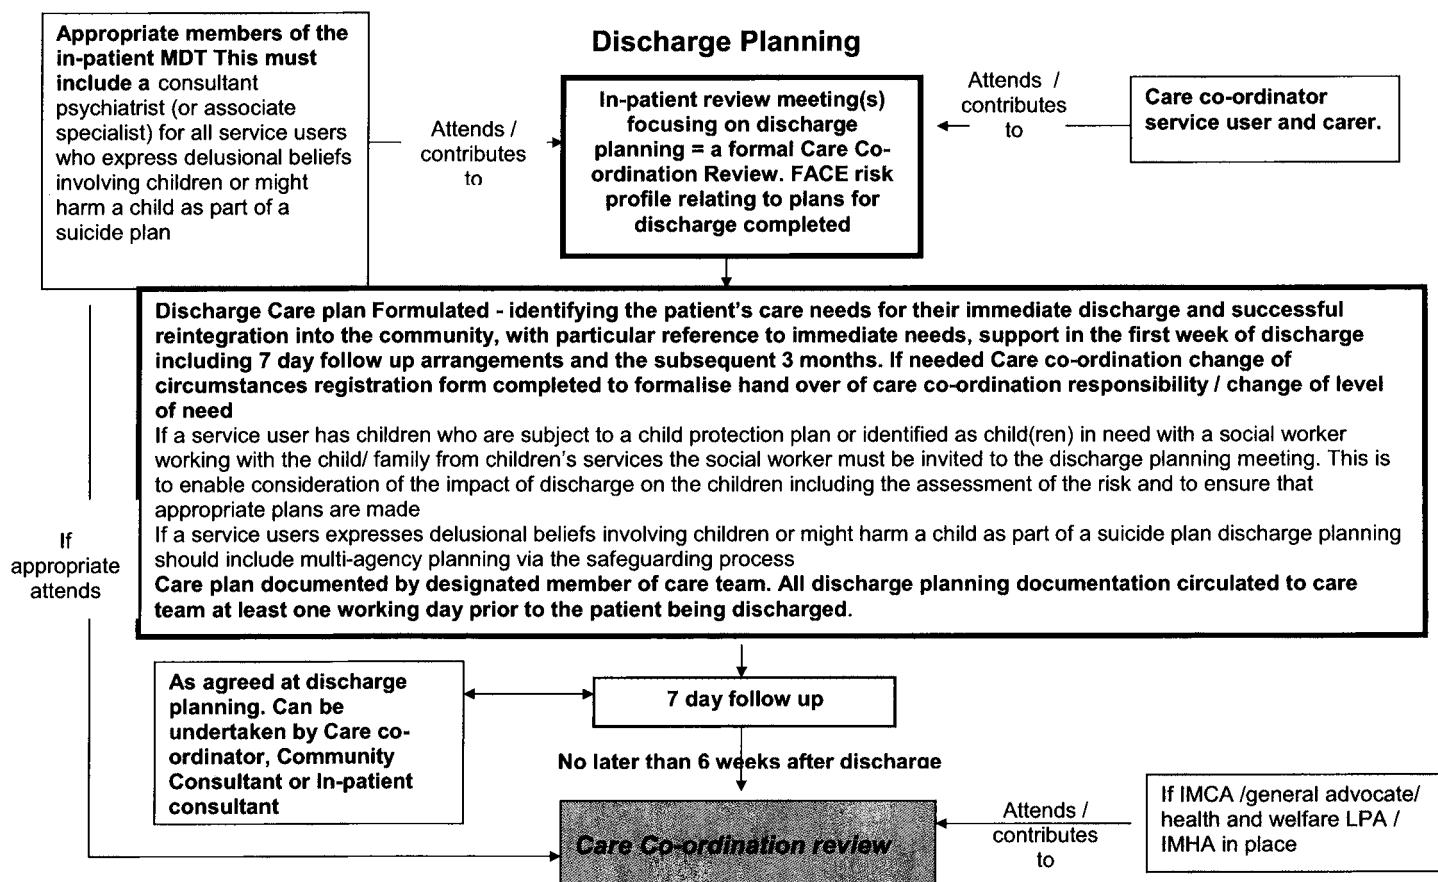 Discharge Planning
Appropriate members of the
in-patient MDT This must
include a consultant
psychiatrist (or associate
specialist) for all service users
who express delusional beliefs
involving children or might
harm a child as part of a
suicide plan
Attends /
contributes
to
In-patient review meeting(s)
focusing on discharge
planning = a formal Care Co-
ordination Review. FACE risk
profile relating to plans for
discharge completed
Attends /
contributes
to
Care co-ordinator
service user and carer.
Discharge Care plan Formulated - identifying the patient's care needs for their immediate discharge and successful
reintegration into the community, with particular reference to immediate needs, support in the first week of discharge
including 7 day follow up arrangements and the subsequent 3 months. If needed Care co-ordination change of
circumstances registration form completed to formalise hand over of care co-ordination responsibility / change of level
of need
If a service user has children who are subject to a child protection plan or identified as child(ren) in need with a social worker
working with the child/ family from children's services the social worker must be invited to the discharge planning meeting. This is
to enable consideration of the impact of discharge on the children including the assessment of the risk and to ensure that
appropriate plans are made
If a service users expresses delusional beliefs involving children or might harm a child as part of a suicide plan discharge planning
should include multi-agency planning via the safeguarding process
Care plan documented by designated member of care team. All discharge planning documentation circulated to care
team at least one working day prior to the patient being discharged.
If
appropriate
attends
As agreed at discharge
planning. Can be
undertaken by Care co-
ordinator, Community
Consultant or In-patient
consultant
7 day follow up
No later than 6 weeks after discharge
Care Co-ordination review
Attends /
contributes
to
If IMCA /general advocate/
health and welfare LPA /
IMHA in place